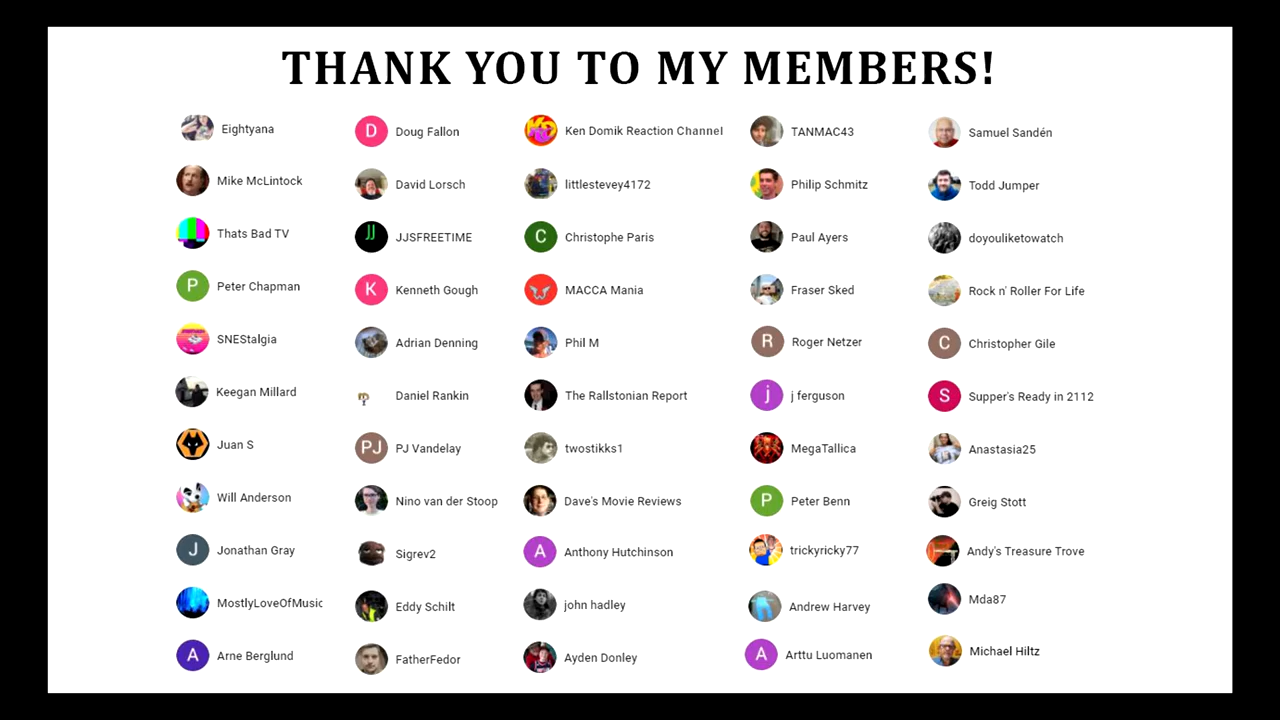 THANK YOU TO MY MEMBERS!
Eightyana
Mike McLintock
Thats Bad TV
P Peter Chapman
SNEStalgia
Keegan Millard
Juan S
Will Anderson
J Jonathan Gray
MostlyLoveOfMusic
A Arne Berglund
D Doug Fallon
David Lorsch
JJ JJSFREETIME
K Kenneth Gough
Adrian Denning
Daniel Rankin
PJ PJ Vandelay
Nino van der Stoop
Sigrev2
Eddy Schilt
FatherFedor
KD Ken Domik Reaction Channel
littlestevey4172
C Christophe Paris
MACCA Mania
Phil M
The Rallstonian Report
twostikks1
Dave's Movie Reviews
A Anthony Hutchinson
john hadley
Ayden Donley
TANMAC43
Philip Schmitz
Paul Ayers
Fraser Sked
R Roger Netzer
j j ferguson
MegaTallica
P Peter Benn
trickyricky77
Andrew Harvey
A Arttu Luomanen
Samuel Sandén
Todd Jumper
doyouliketowatch
Rock n' Roller For Life
C Christopher Gile
S Supper's Ready in 2112
Anastasia25
Greig Stott
Andy's Treasure Trove
Mda87
Michael Hiltz